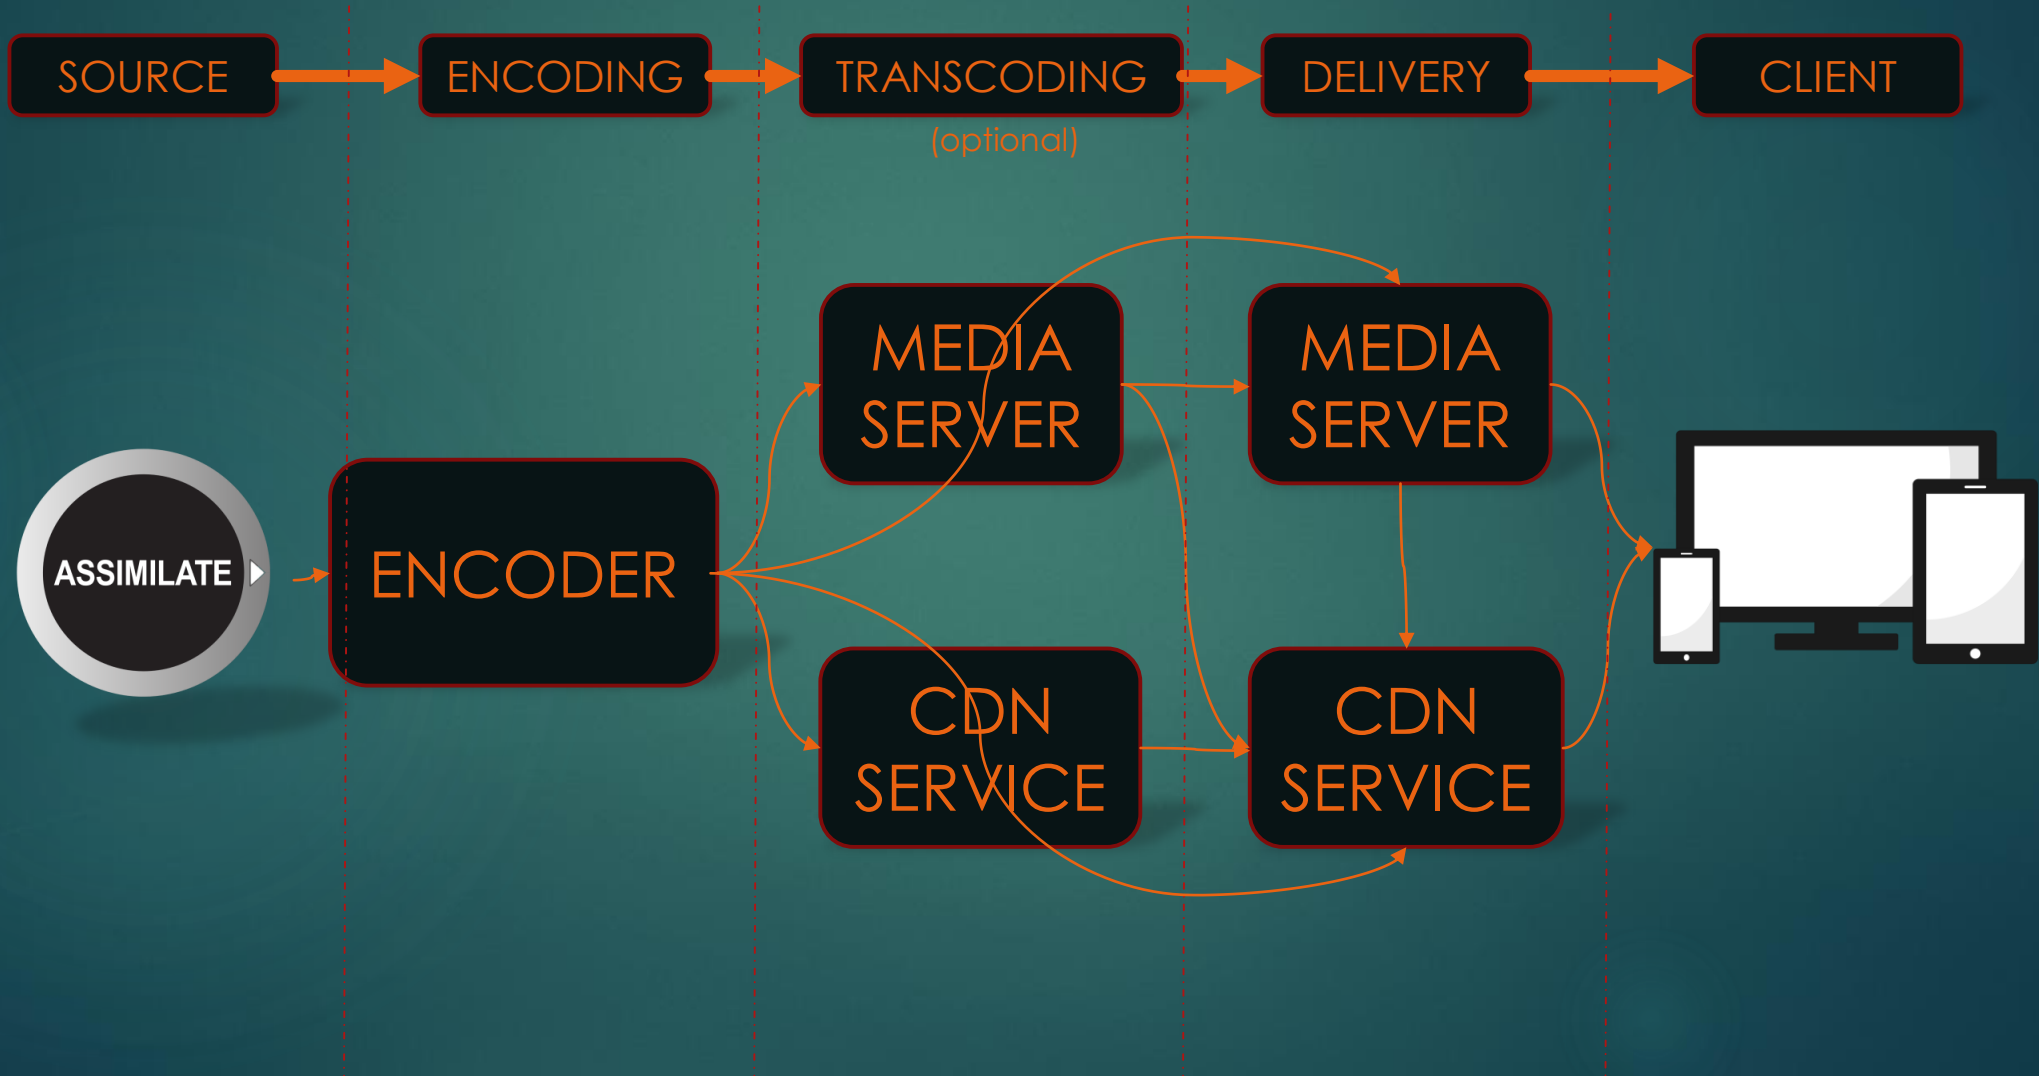 SOURCE
ENCODING
TRANSCODING
DELIVERY
CLIENT
(optional)
MEDIA
SERVER
MEDIA
SERVER
ASSIMILATE
ENCODER
CDN
SERVICE
CDN
SERVICE